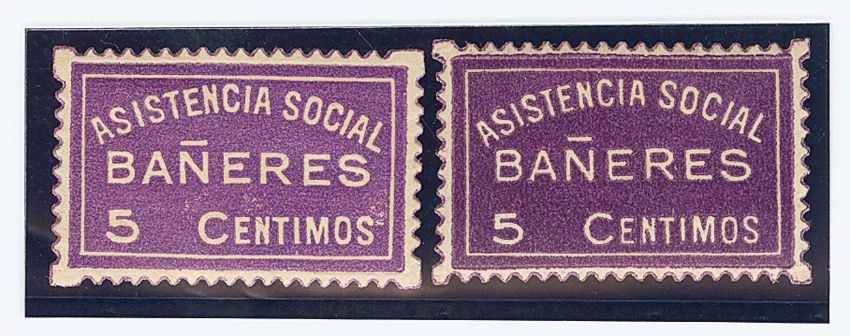 ASISTENCIA SOCIAL
BAÑERES
5 CENTIMOS
ASISTENCIA SOCIAL
BAÑERES
5 CENTIMOS